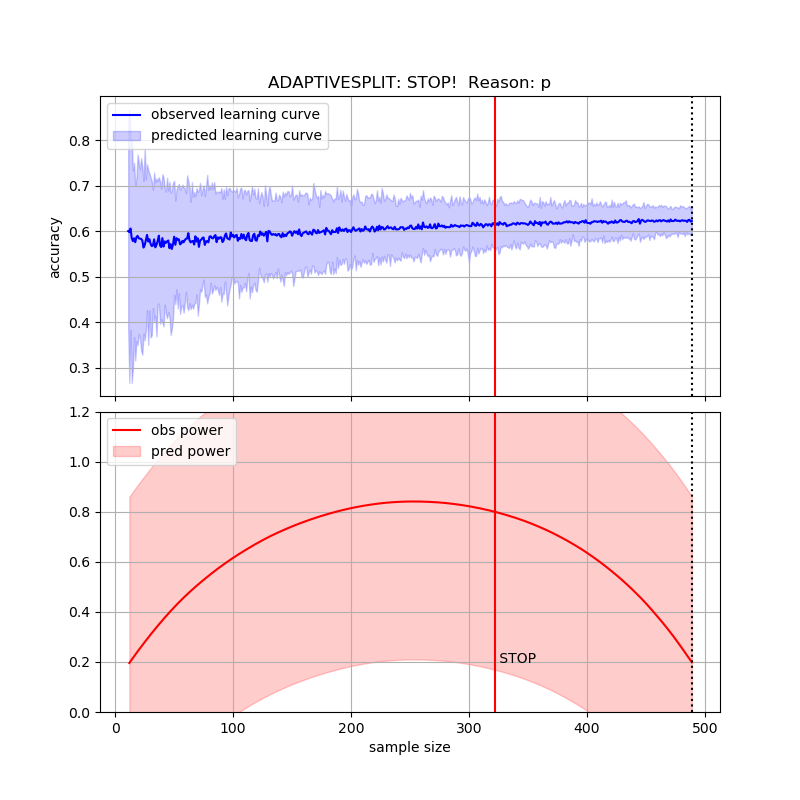 ADAPTIVESPLIT: STOP!  Reason: p
observed learning curve
predicted learning curve
0.8
0.7
0.6
0.5
0.4
0.3
accuracy
obs power
pred power
1.2
1.0
0.8
0.6
0.4
0.2
0.0
STOP
0
100
200
300
400
500
sample size